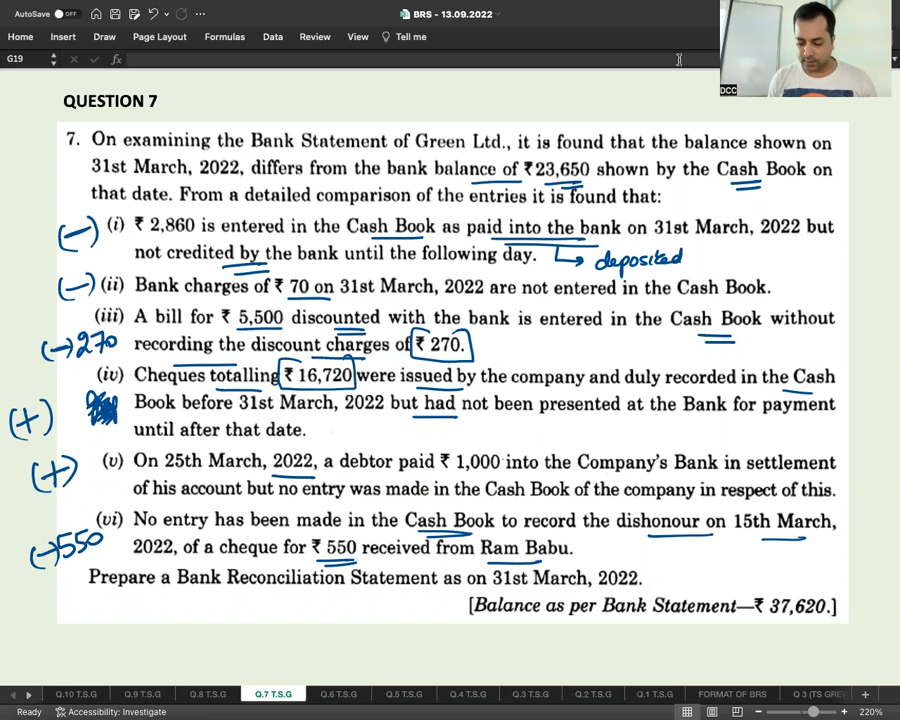 AutoSave OFF BRS - 13.09.2022
Home Insert Draw Page Layout Formulas Data Review View Tell me
G19 fx
DCC
QUESTION 7
7. On examining the Bank Statement of Green Ltd., it is found that the balance shown on
31st March, 2022, differs from the bank balance of ₹ 23,650 shown by the Cash Book on
that date. From a detailed comparison of the entries it is found that:
(-) (i) ₹ 2,860 is entered in the Cash Book as paid into the bank on 31st March, 2022 but
not credited by the bank until the following day. deposited
(-) (ii) Bank charges of ₹ 70 on 31st March, 2022 are not entered in the Cash Book.
(iii) A bill for ₹ 5,500 discounted with the bank is entered in the Cash Book without
(-) 270 recording the discount charges of ₹ 270.
(iv) Cheques totalling ₹ 16,720 were issued by the company and duly recorded in the Cash
(+) Book before 31st March, 2022 but had not been presented at the Bank for payment
until after that date.
(+) (v) On 25th March, 2022, a debtor paid ₹ 1,000 into the Company's Bank in settlement
of his account but no entry was made in the Cash Book of the company in respect of this.
(vi) No entry has been made in the Cash Book to record the dishonour on 15th March,
(-) 550 2022, of a cheque for ₹ 550 received from Ram Babu.
Prepare a Bank Reconciliation Statement as on 31st March, 2022.
[Balance as per Bank Statement—₹ 37,620.]
Q.10 T.S.G Q.9 T.S.G Q.8 T.S.G Q.7 T.S.G Q.6 T.S.G Q.5 T.S.G Q.4 T.S.G Q.3 T.S.G Q.2 T.S.G Q.1 T.S.G FORMAT OF BRS Q 3 (TS GREW
Ready Accessibility: Investigate 220%